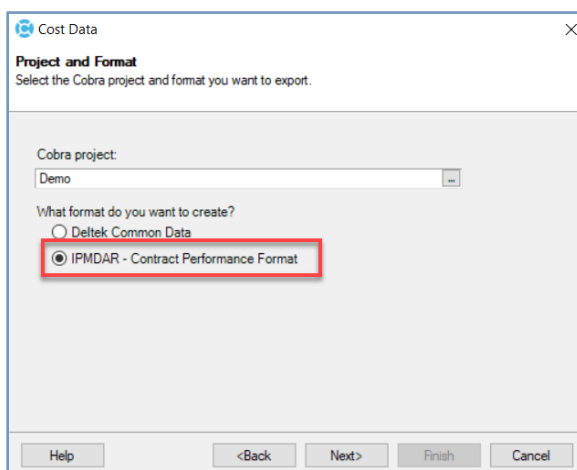 Cost Data
Project and Format
Select the Cobra project and format you want to export.
Cobra project:
Demo
...
What format do you want to create?
Deltek Common Data
IPMDAR - Contract Performance Format
Help
<Back
Next>
Finish
Cancel